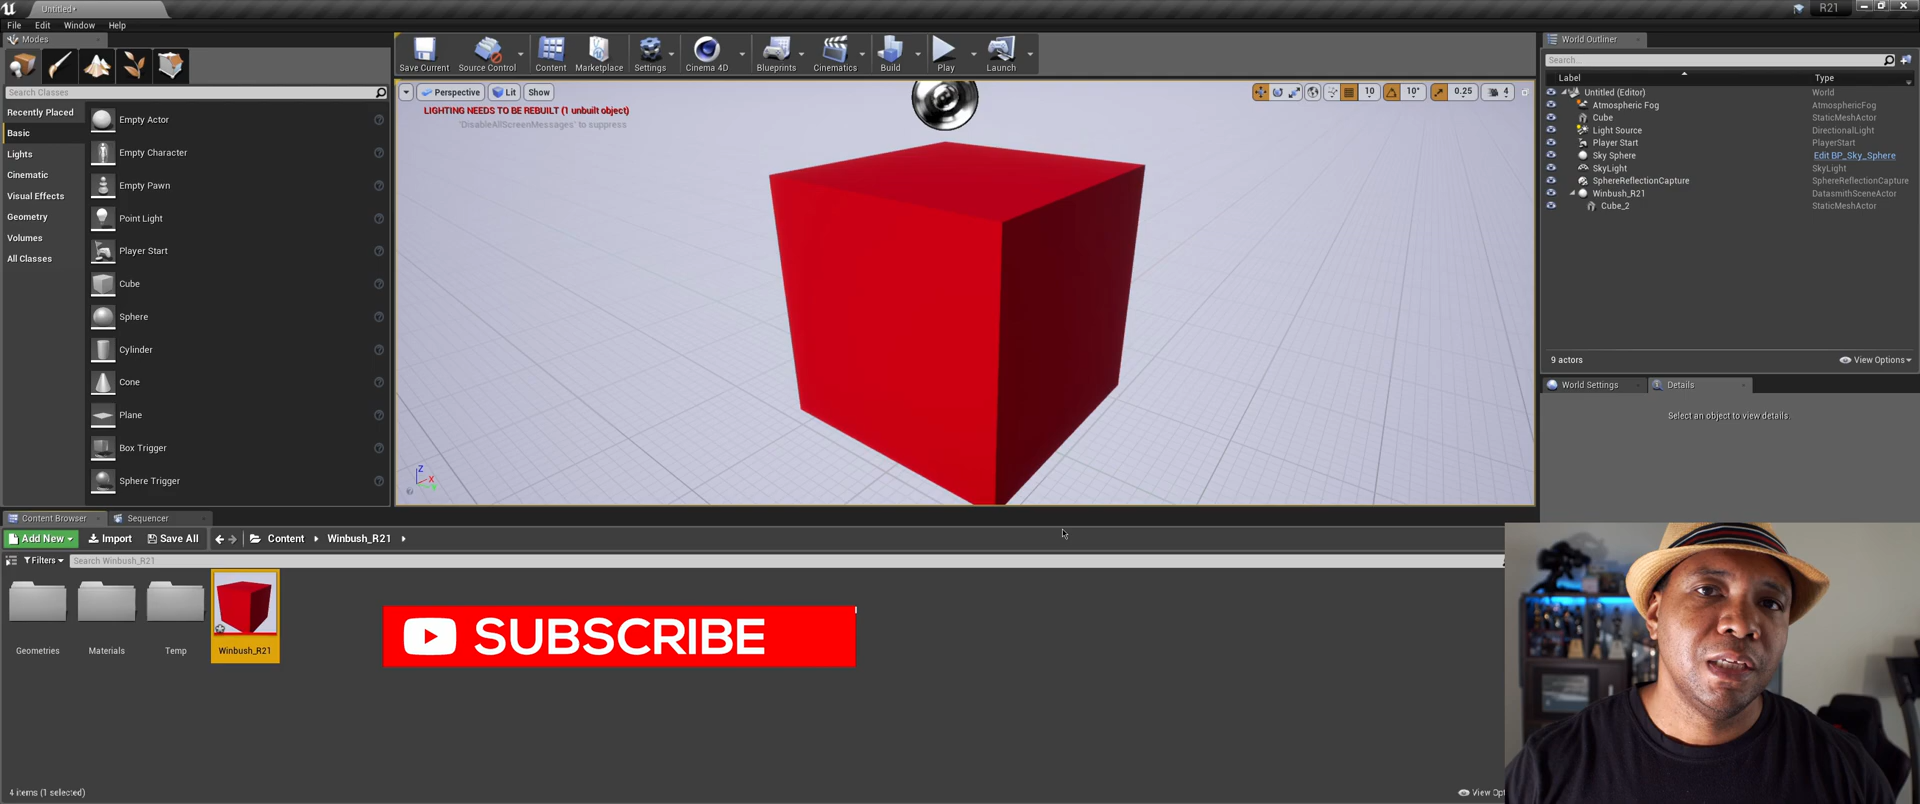 Untitled*
R21
File Edit Window Help
Modes
World Outliner
Save Current
Source Control
Content
Marketplace
Settings
Cinema 4D
Blueprints
Cinematics
Build
Play
Launch
Search Classes
Search...
Perspective Lit Show
10 10° 0.25 4
Label Type
LIGHTING NEEDS TO BE REBUILT (1 unbuilt object)
'DisableAllScreenMessages' to suppress
Recently Placed
Basic
Lights
Cinematic
Visual Effects
Geometry
Volumes
All Classes
Empty Actor
Empty Character
Empty Pawn
Point Light
Player Start
Cube
Sphere
Cylinder
Cone
Plane
Box Trigger
Sphere Trigger
Untitled (Editor) World
Atmospheric Fog AtmosphericFog
Cube StaticMeshActor
Light Source DirectionalLight
Player Start PlayerStart
Sky Sphere Edit BP_Sky_Sphere
SkyLight SkyLight
SphereReflectionCapture SphereReflectionCapture
Winbush_R21 DatasmithSceneActor
Cube_2 StaticMeshActor
9 actors View Options
World Settings Details
Select an object to view details.
Z X Y
Content Browser Sequencer
Add New Import Save All Content Winbush_R21
Filters Search Winbush_R21
Geometries
Materials
Temp
Winbush_R21
SUBSCRIBE
4 items (1 selected)
View Opt